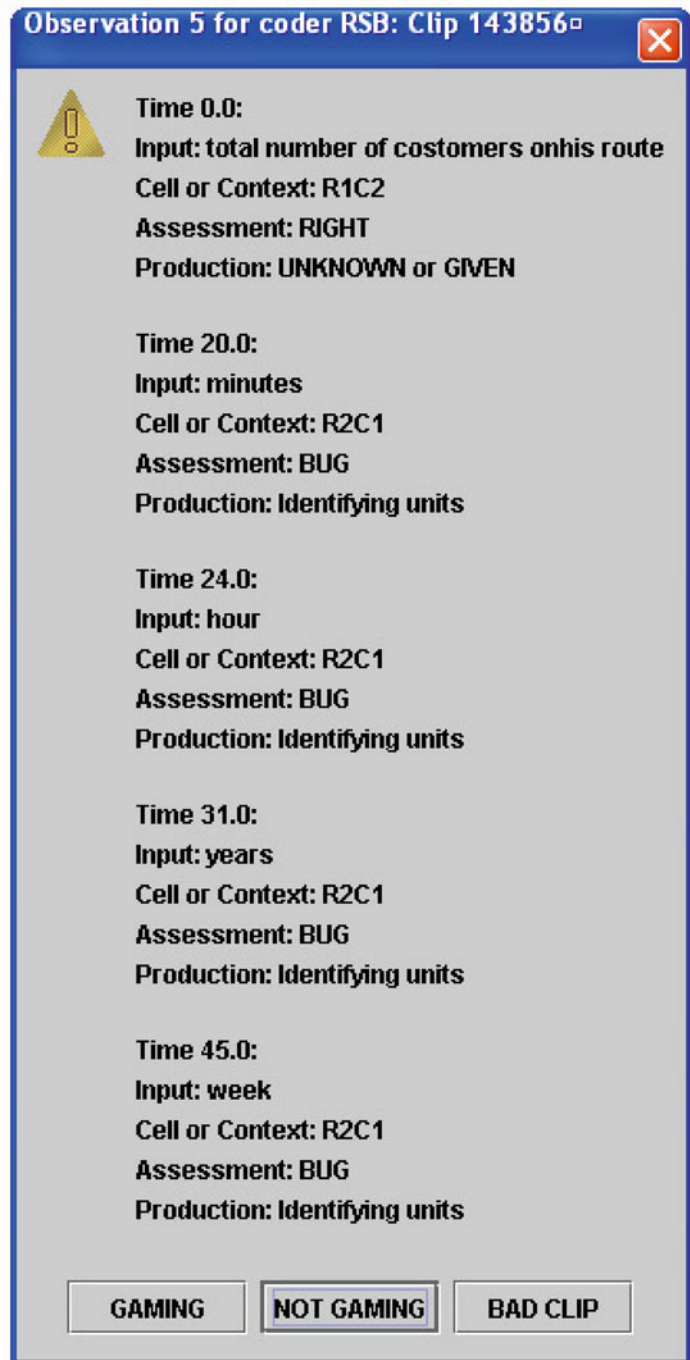 Observation 5 for coder RSB: Clip 143856▫
Time 0.0:
Input: total number of costomers onhis route
Cell or Context: R1C2
Assessment: RIGHT
Production: UNKNOWN or GIVEN
Time 20.0:
Input: minutes
Cell or Context: R2C1
Assessment: BUG
Production: Identifying units
Time 24.0:
Input: hour
Cell or Context: R2C1
Assessment: BUG
Production: Identifying units
Time 31.0:
Input: years
Cell or Context: R2C1
Assessment: BUG
Production: Identifying units
Time 45.0:
Input: week
Cell or Context: R2C1
Assessment: BUG
Production: Identifying units
GAMING NOT GAMING BAD CLIP